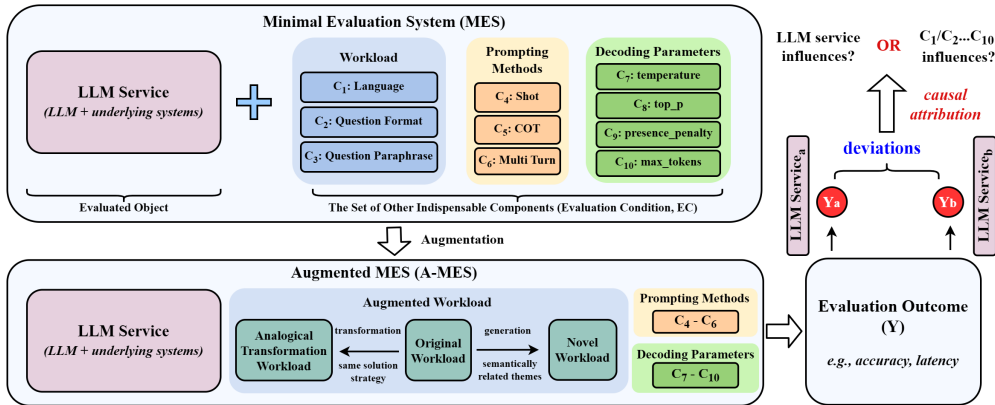 Minimal Evaluation System (MES)
LLM Service
(LLM + underlying systems)
Workload
C1: Language
C2: Question Format
C3: Question Paraphrase
Prompting
Methods
C4: Shot
C5: COT
C6: Multi Turn
Decoding Parameters
C7: temperature
C8: top_p
C9: presence_penalty
C10: max_tokens
Evaluated Object
The Set of Other Indispensable Components (Evaluation Condition, EC)
Augmentation
Augmented MES (A-MES)
LLM Service
(LLM + underlying systems)
Augmented Workload
Analogical
Transformation
Workload
transformation
same solution
strategy
Original
Workload
generation
semantically
related themes
Novel
Workload
Prompting Methods
C4 - C6
Decoding Parameters
C7 - C10
LLM service
influences?
OR
C1/C2...C10
influences?
causal
attribution
deviations
LLM Servicea
Ya
Yb
LLM Serviceb
Evaluation Outcome
(Y)
e.g., accuracy, latency